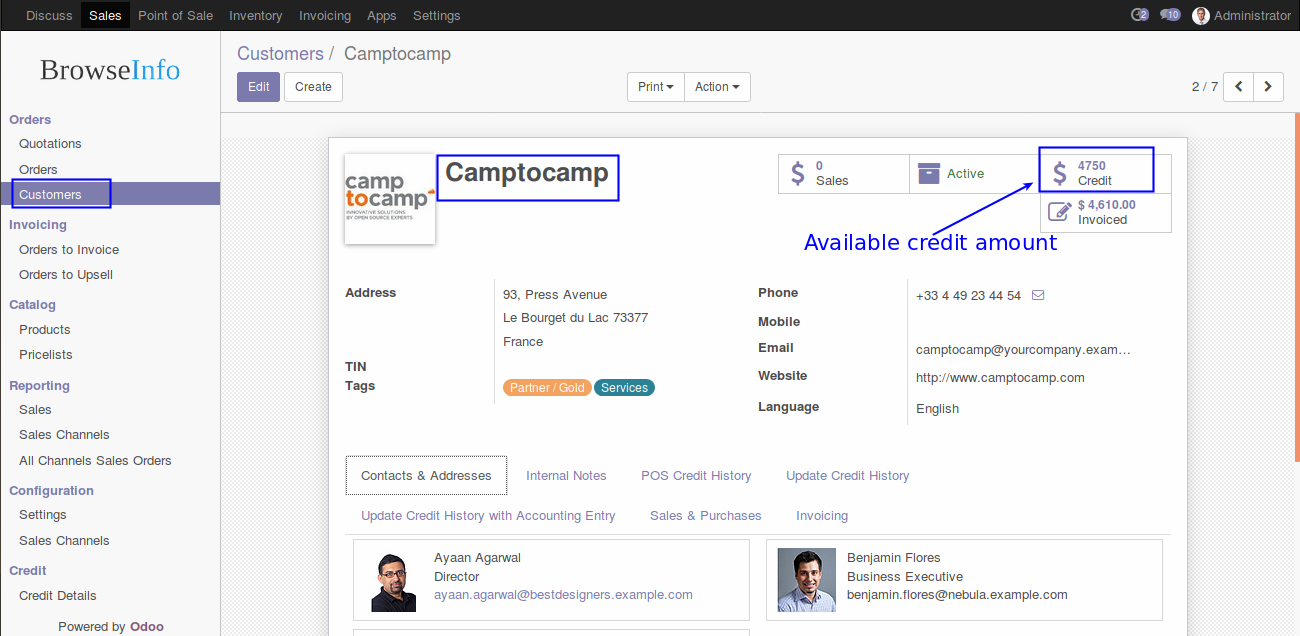 Discuss Sales Point of Sale Inventory Invoicing Apps Settings 2 10 Administrator
BrowseInfo
Orders
Quotations
Orders
Customers
Invoicing
Orders to Invoice
Orders to Upsell
Catalog
Products
Pricelists
Reporting
Sales
Sales Channels
All Channels Sales Orders
Configuration
Settings
Sales Channels
Credit
Credit Details
Powered by Odoo
Customers / Camptocamp
Edit Create Print Action 2 / 7
camp
tocamp
INNOVATIVE SOLUTIONS
BY OPEN SOURCE EXPERTS
Camptocamp
0
Sales
Active
4750
Credit
$ 4,610.00
Invoiced
Available credit amount
Address
93, Press Avenue
Le Bourget du Lac 73377
France
TIN
Tags Partner / Gold Services
Phone +33 4 49 23 44 54
Mobile
Email camptocamp@yourcompany.exam…
Website http://www.camptocamp.com
Language English
Contacts & Addresses Internal Notes POS Credit History Update Credit History
Update Credit History with Accounting Entry Sales & Purchases Invoicing
Ayaan Agarwal
Director
ayaan.agarwal@bestdesigners.example.com
Benjamin Flores
Business Executive
benjamin.flores@nebula.example.com